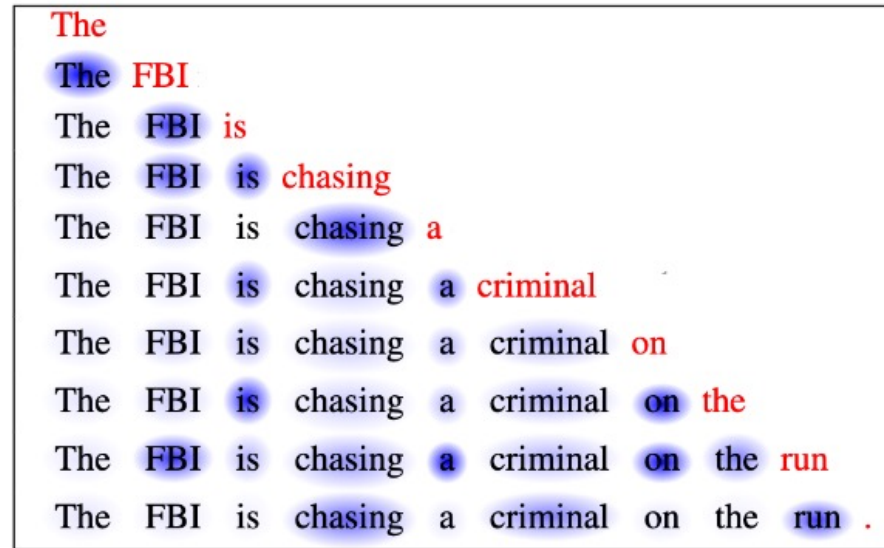 The
The FBI
The FBI is
The FBI is chasing
The FBI is chasing a
The FBI is chasing a criminal
The FBI is chasing a criminal on
The FBI is chasing a criminal on the
The FBI is chasing a criminal on the run
The FBI is chasing a criminal on the run .